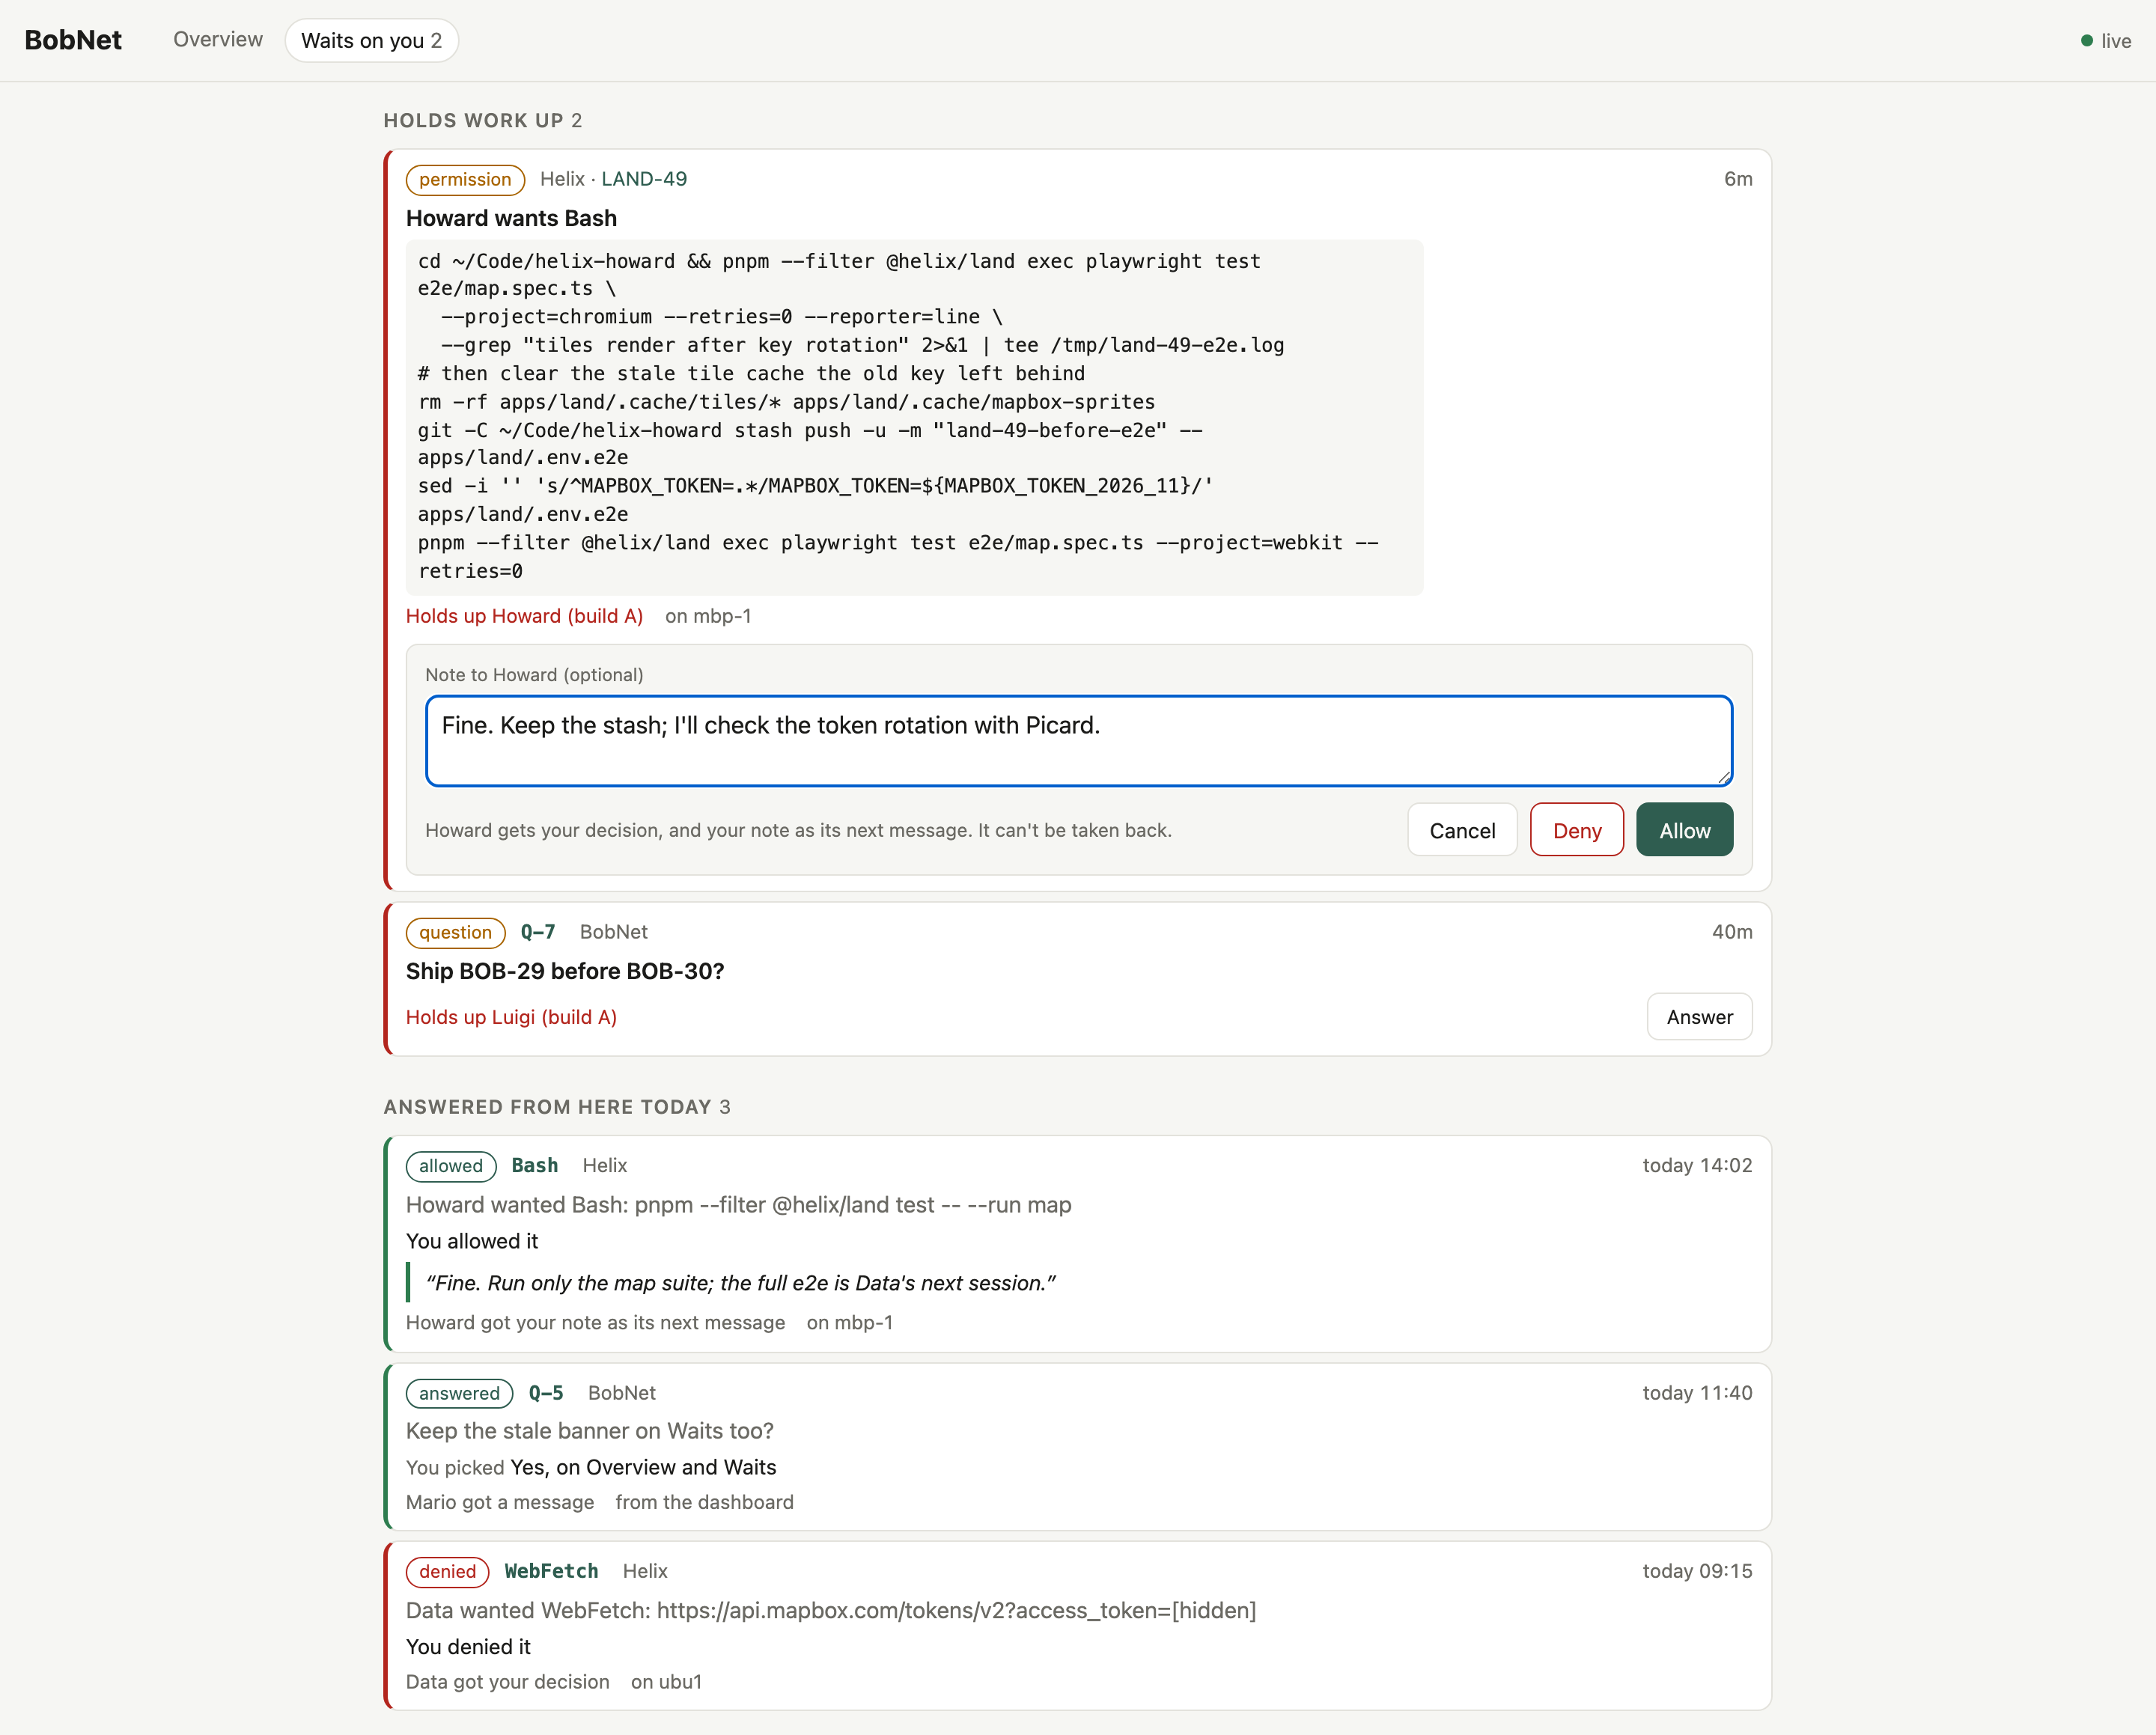 BobNet
Overview
Waits on you 2
live
HOLDS WORK UP 2
permission Helix · LAND-49 6m
Howard wants Bash
cd ~/Code/helix-howard && pnpm --filter @helix/land exec playwright test
e2e/map.spec.ts \
  --project=chromium --retries=0 --reporter=line \
  --grep "tiles render after key rotation" 2>&1 | tee /tmp/land-49-e2e.log
# then clear the stale tile cache the old key left behind
rm -rf apps/land/.cache/tiles/* apps/land/.cache/mapbox-sprites
git -C ~/Code/helix-howard stash push -u -m "land-49-before-e2e" --
apps/land/.env.e2e
sed -i '' 's/^MAPBOX_TOKEN=.*/MAPBOX_TOKEN=${MAPBOX_TOKEN_2026_11}/'
apps/land/.env.e2e
pnpm --filter @helix/land exec playwright test e2e/map.spec.ts --project=webkit --
retries=0
Holds up Howard (build A) on mbp-1
Note to Howard (optional)
Fine. Keep the stash; I'll check the token rotation with Picard.
Howard gets your decision, and your note as its next message. It can't be taken back.
Cancel
Deny
Allow
question Q-7 BobNet 40m
Ship BOB-29 before BOB-30?
Holds up Luigi (build A)
Answer
ANSWERED FROM HERE TODAY 3
allowed Bash Helix today 14:02
Howard wanted Bash: pnpm --filter @helix/land test -- --run map
You allowed it
“Fine. Run only the map suite; the full e2e is Data's next session.”
Howard got your note as its next message on mbp-1
answered Q-5 BobNet today 11:40
Keep the stale banner on Waits too?
You picked Yes, on Overview and Waits
Mario got a message from the dashboard
denied WebFetch Helix today 09:15
Data wanted WebFetch: https://api.mapbox.com/tokens/v2?access_token=[hidden]
You denied it
Data got your decision on ubu1